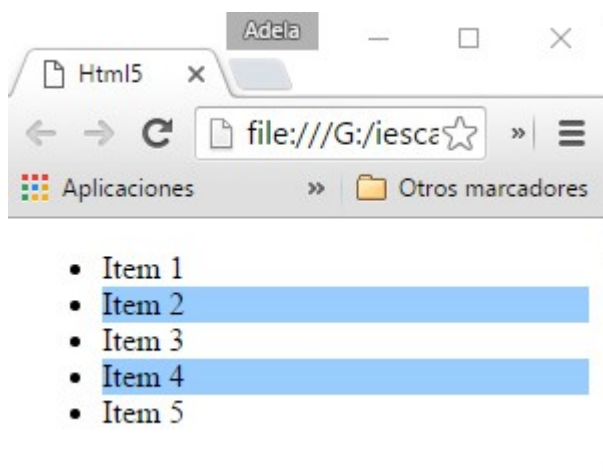 Adela
Html5
file:///G:/iesca
Aplicaciones » Otros marcadores
Item 1
Item 2
Item 3
Item 4
Item 5